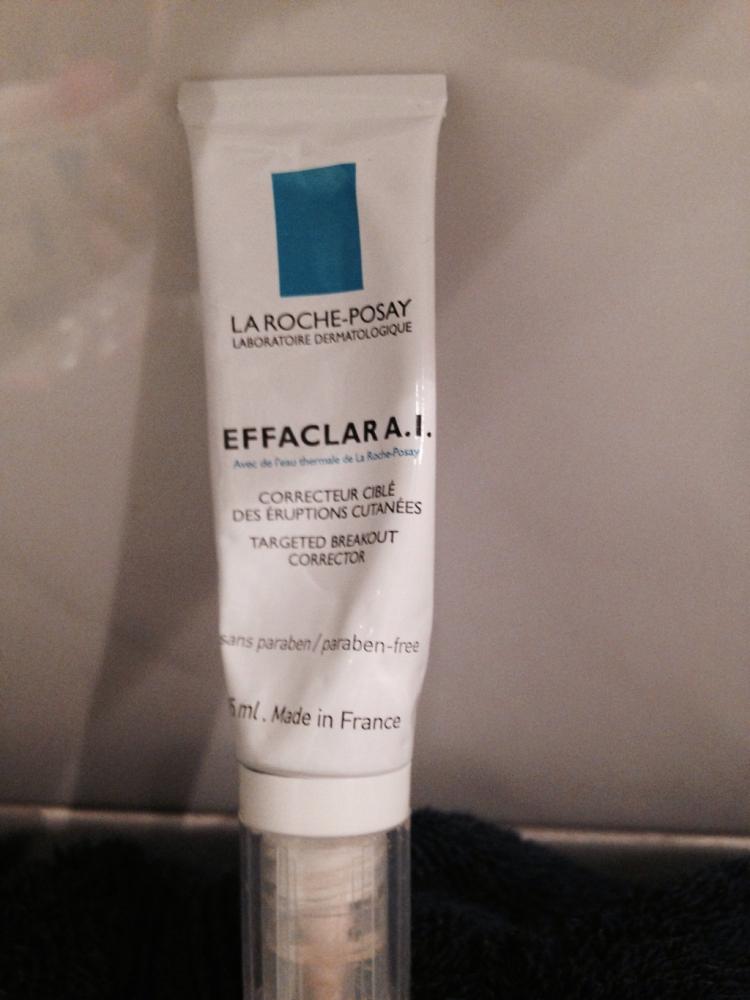 LA ROCHE-POSAY
LABORATOIRE DERMATOLOGIQUE
EFFACLAR A.I.
Avec de l'eau thermale de La Roche-Posay
CORRECTEUR CIBLÉ
DES ÉRUPTIONS CUTANÉES
TARGETED BREAKOUT
CORRECTOR
sans paraben/paraben-free
ml. Made in France